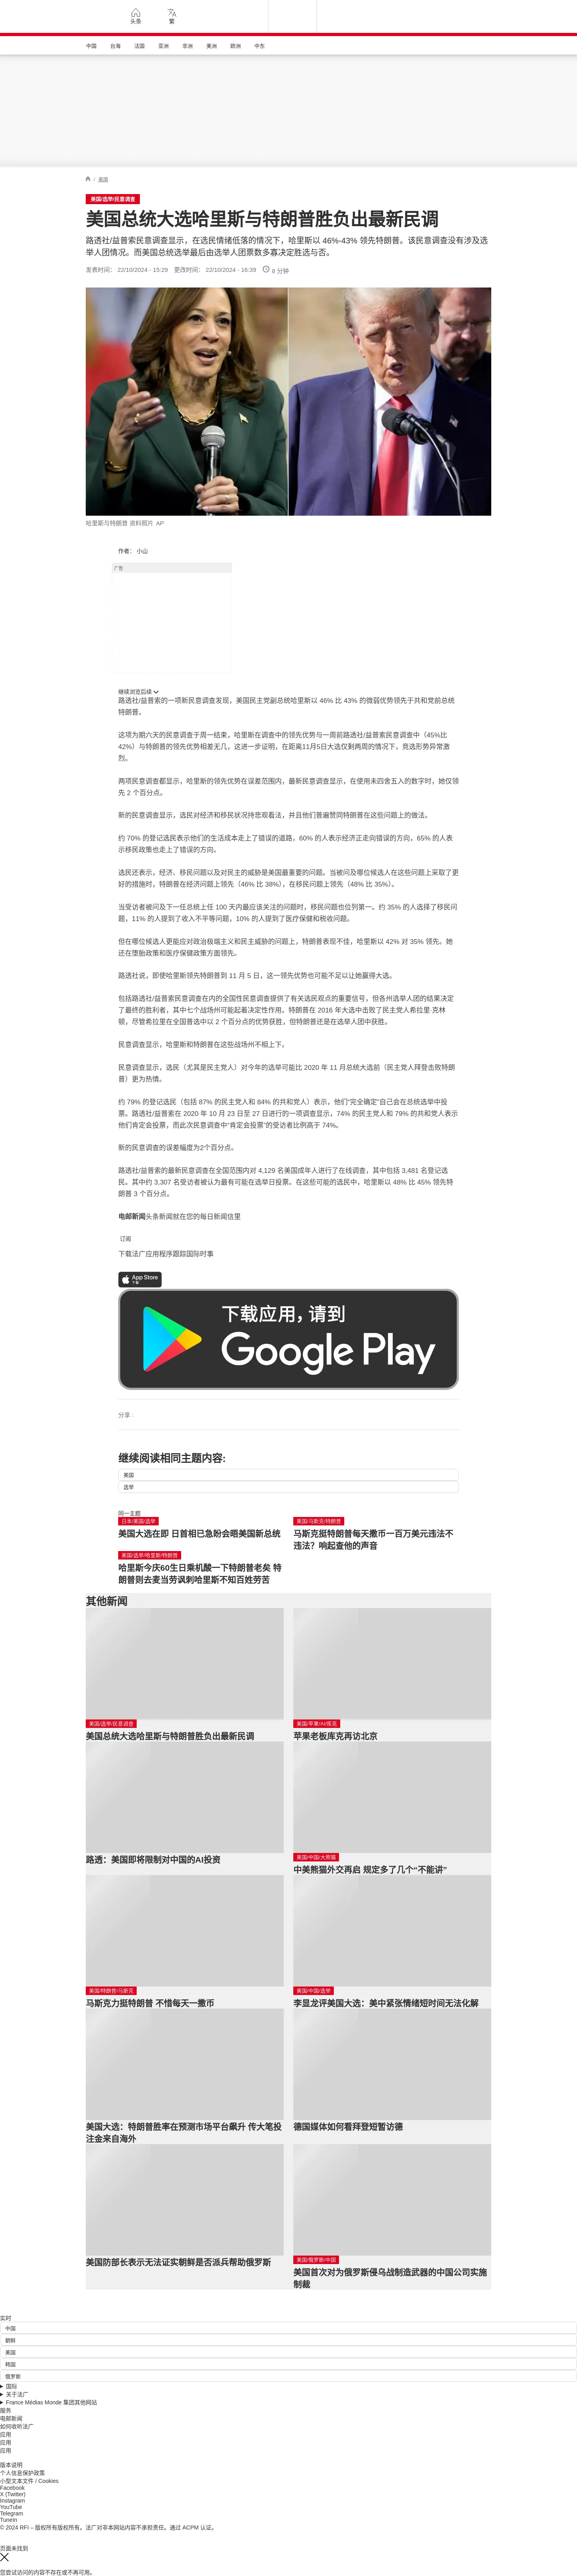 头条
繁
中国
台海
法国
亚洲
非洲
美洲
欧洲
中东
/ 美国
美国/选举/民意调查
美国总统大选哈里斯与特朗普胜负出最新民调
路透社/益普索民意调查显示，在选民情绪低落的情况下，哈里斯以 46%-43% 领先特朗普。该民意调查没有涉及选
举人团情况。而美国总统选举最后由选举人团票数多寡决定胜选与否。
发表时间： 22/10/2024 - 15:29 更改时间： 22/10/2024 - 16:39 8 分钟
哈里斯与特朗普 资料照片 AP
作者： 小山
广告
继续浏览后续
路透社/益普索的一项新民意调查发现，美国民主党副总统哈里斯以 46% 比 43% 的微弱优势领先于共和党前总统
特朗普。
这项为期六天的民意调查于周一结束，哈里斯在调查中的领先优势与一周前路透社/益普索民意调查中（45%比
42%）与特朗普的领先优势相差无几，这进一步证明，在距离11月5日大选仅剩两周的情况下，竞选形势异常激
烈。
两项民意调查都显示，哈里斯的领先优势在误差范围内，最新民意调查显示，在使用未四舍五入的数字时，她仅领
先 2 个百分点。
新的民意调查显示，选民对经济和移民状况持悲观看法，并且他们普遍赞同特朗普在这些问题上的做法。
约 70% 的登记选民表示他们的生活成本走上了错误的道路，60% 的人表示经济正走向错误的方向，65% 的人表
示移民政策也走上了错误的方向。
选民还表示，经济、移民问题以及对民主的威胁是美国最重要的问题。当被问及哪位候选人在这些问题上采取了更
好的措施时，特朗普在经济问题上领先（46% 比 38%），在移民问题上领先（48% 比 35%）。
当受访者被问及下一任总统上任 100 天内最应该关注的问题时，移民问题也位列第一。约 35% 的人选择了移民问
题，11% 的人提到了收入不平等问题，10% 的人提到了医疗保健和税收问题。
但在哪位候选人更能应对政治极端主义和民主威胁的问题上，特朗普表现不佳，哈里斯以 42% 对 35% 领先。她
还在堕胎政策和医疗保健政策方面领先。
路透社说，即使哈里斯领先特朗普到 11 月 5 日，这一领先优势也可能不足以让她赢得大选。
包括路透社/益普索民意调查在内的全国性民意调查提供了有关选民观点的重要信号，但各州选举人团的结果决定
了最终的胜利者，其中七个战场州可能起着决定性作用。特朗普在 2016 年大选中击败了民主党人希拉里·克林
顿，尽管希拉里在全国普选中以 2 个百分点的优势获胜，但特朗普还是在选举人团中获胜。
民意调查显示，哈里斯和特朗普在这些战场州不相上下。
民意调查显示，选民（尤其是民主党人）对今年的选举可能比 2020 年 11 月总统大选前（民主党人拜登击败特朗
普）更为热情。
约 79% 的登记选民（包括 87% 的民主党人和 84% 的共和党人）表示，他们“完全确定”自己会在总统选举中投
票。路透社/益普索在 2020 年 10 月 23 日至 27 日进行的一项调查显示，74% 的民主党人和 79% 的共和党人表示
他们肯定会投票，而此次民意调查中“肯定会投票”的受访者比例高于 74%。
新的民意调查的误差幅度为2个百分点。
路透社/益普索的最新民意调查在全国范围内对 4,129 名美国成年人进行了在线调查，其中包括 3,481 名登记选
民。其中约 3,307 名受访者被认为最有可能在选举日投票。在这些可能的选民中，哈里斯以 48% 比 45% 领先特
朗普 3 个百分点。
电邮新闻头条新闻就在您的每日新闻信里
订阅
下载法广应用程序跟踪国际时事
App Store
下载
下载应用，请到
Google Play
分享 :
继续阅读相同主题内容:
美国
选举
同一主题
日本/美国/选举
美国大选在即 日首相已急盼会晤美国新总统
美国/马斯克/特朗普
马斯克挺特朗普每天撒币一百万美元违法不
违法？响起查他的声音
美国/选举/哈里斯/特朗普
哈里斯今庆60生日乘机酸一下特朗普老矣 特
朗普则去麦当劳讽刺哈里斯不知百姓劳苦
其他新闻
美国/选举/民意调查
美国总统大选哈里斯与特朗普胜负出最新民调
美国/苹果/AI/库克
苹果老板库克再访北京
路透：美国即将限制对中国的AI投资
美国/中国/大熊猫
中美熊猫外交再启 规定多了几个“不能讲”
美国/特朗普/马斯克
马斯克力挺特朗普 不惜每天一撒币
美国/中国/选举
李显龙评美国大选：美中紧张情绪短时间无法化解
美国大选：特朗普胜率在预测市场平台飙升 传大笔投
注金来自海外
德国媒体如何看拜登短暂访德
美国防部长表示无法证实朝鲜是否派兵帮助俄罗斯
美国/俄罗斯/中国
美国首次对为俄罗斯侵乌战制造武器的中国公司实施
制裁
实时
中国
朝鲜
美国
韩国
俄罗斯
国际
关于法广
France Médias Monde 集团其他网站
服务
电邮新闻
如何收听法广
应用
应用
应用
版本说明
个人信息保护政策
小型文本文件 / Cookies
Facebook
X (Twitter)
Instagram
YouTube
Telegram
TuneIn
© 2024 RFI – 版权所有版权所有。法广对非本网站内容不承担责任。通过 ACPM 认证。
页面未找到
您尝试访问的内容不存在或不再可用。